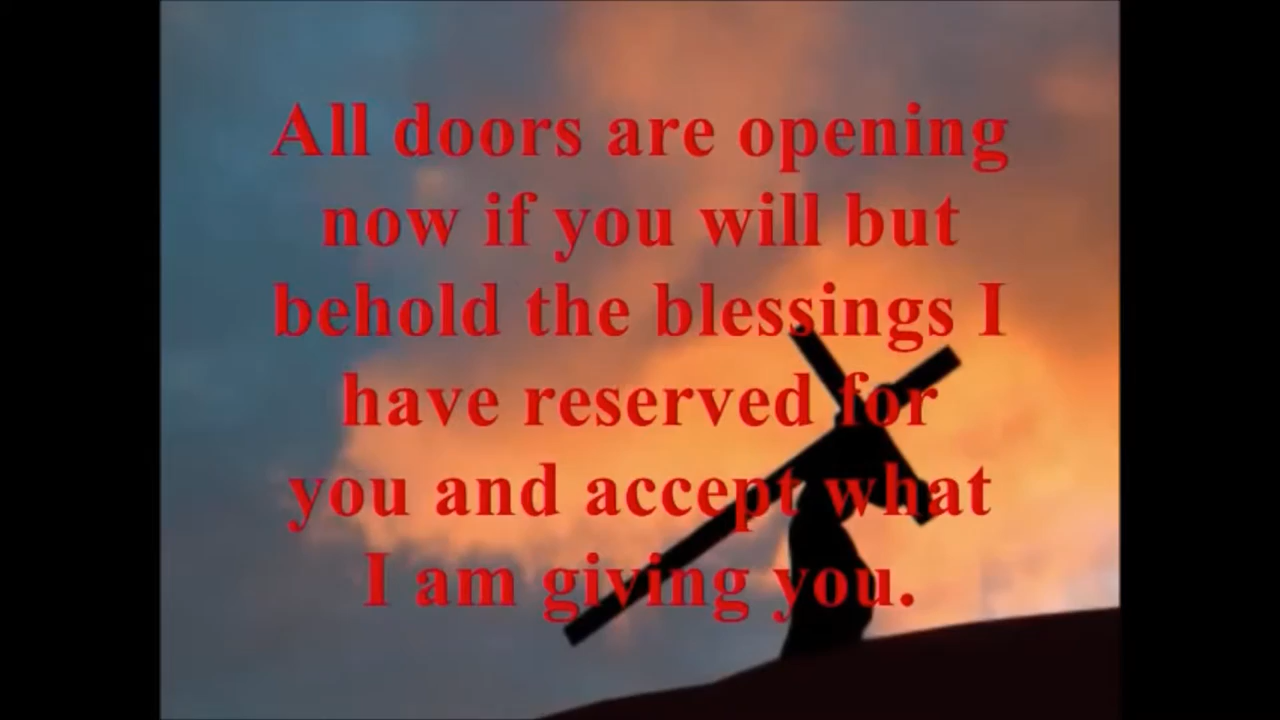 All doors are opening
now if you will but
behold the blessings I
have reserved for
you and accept what
I am giving you.